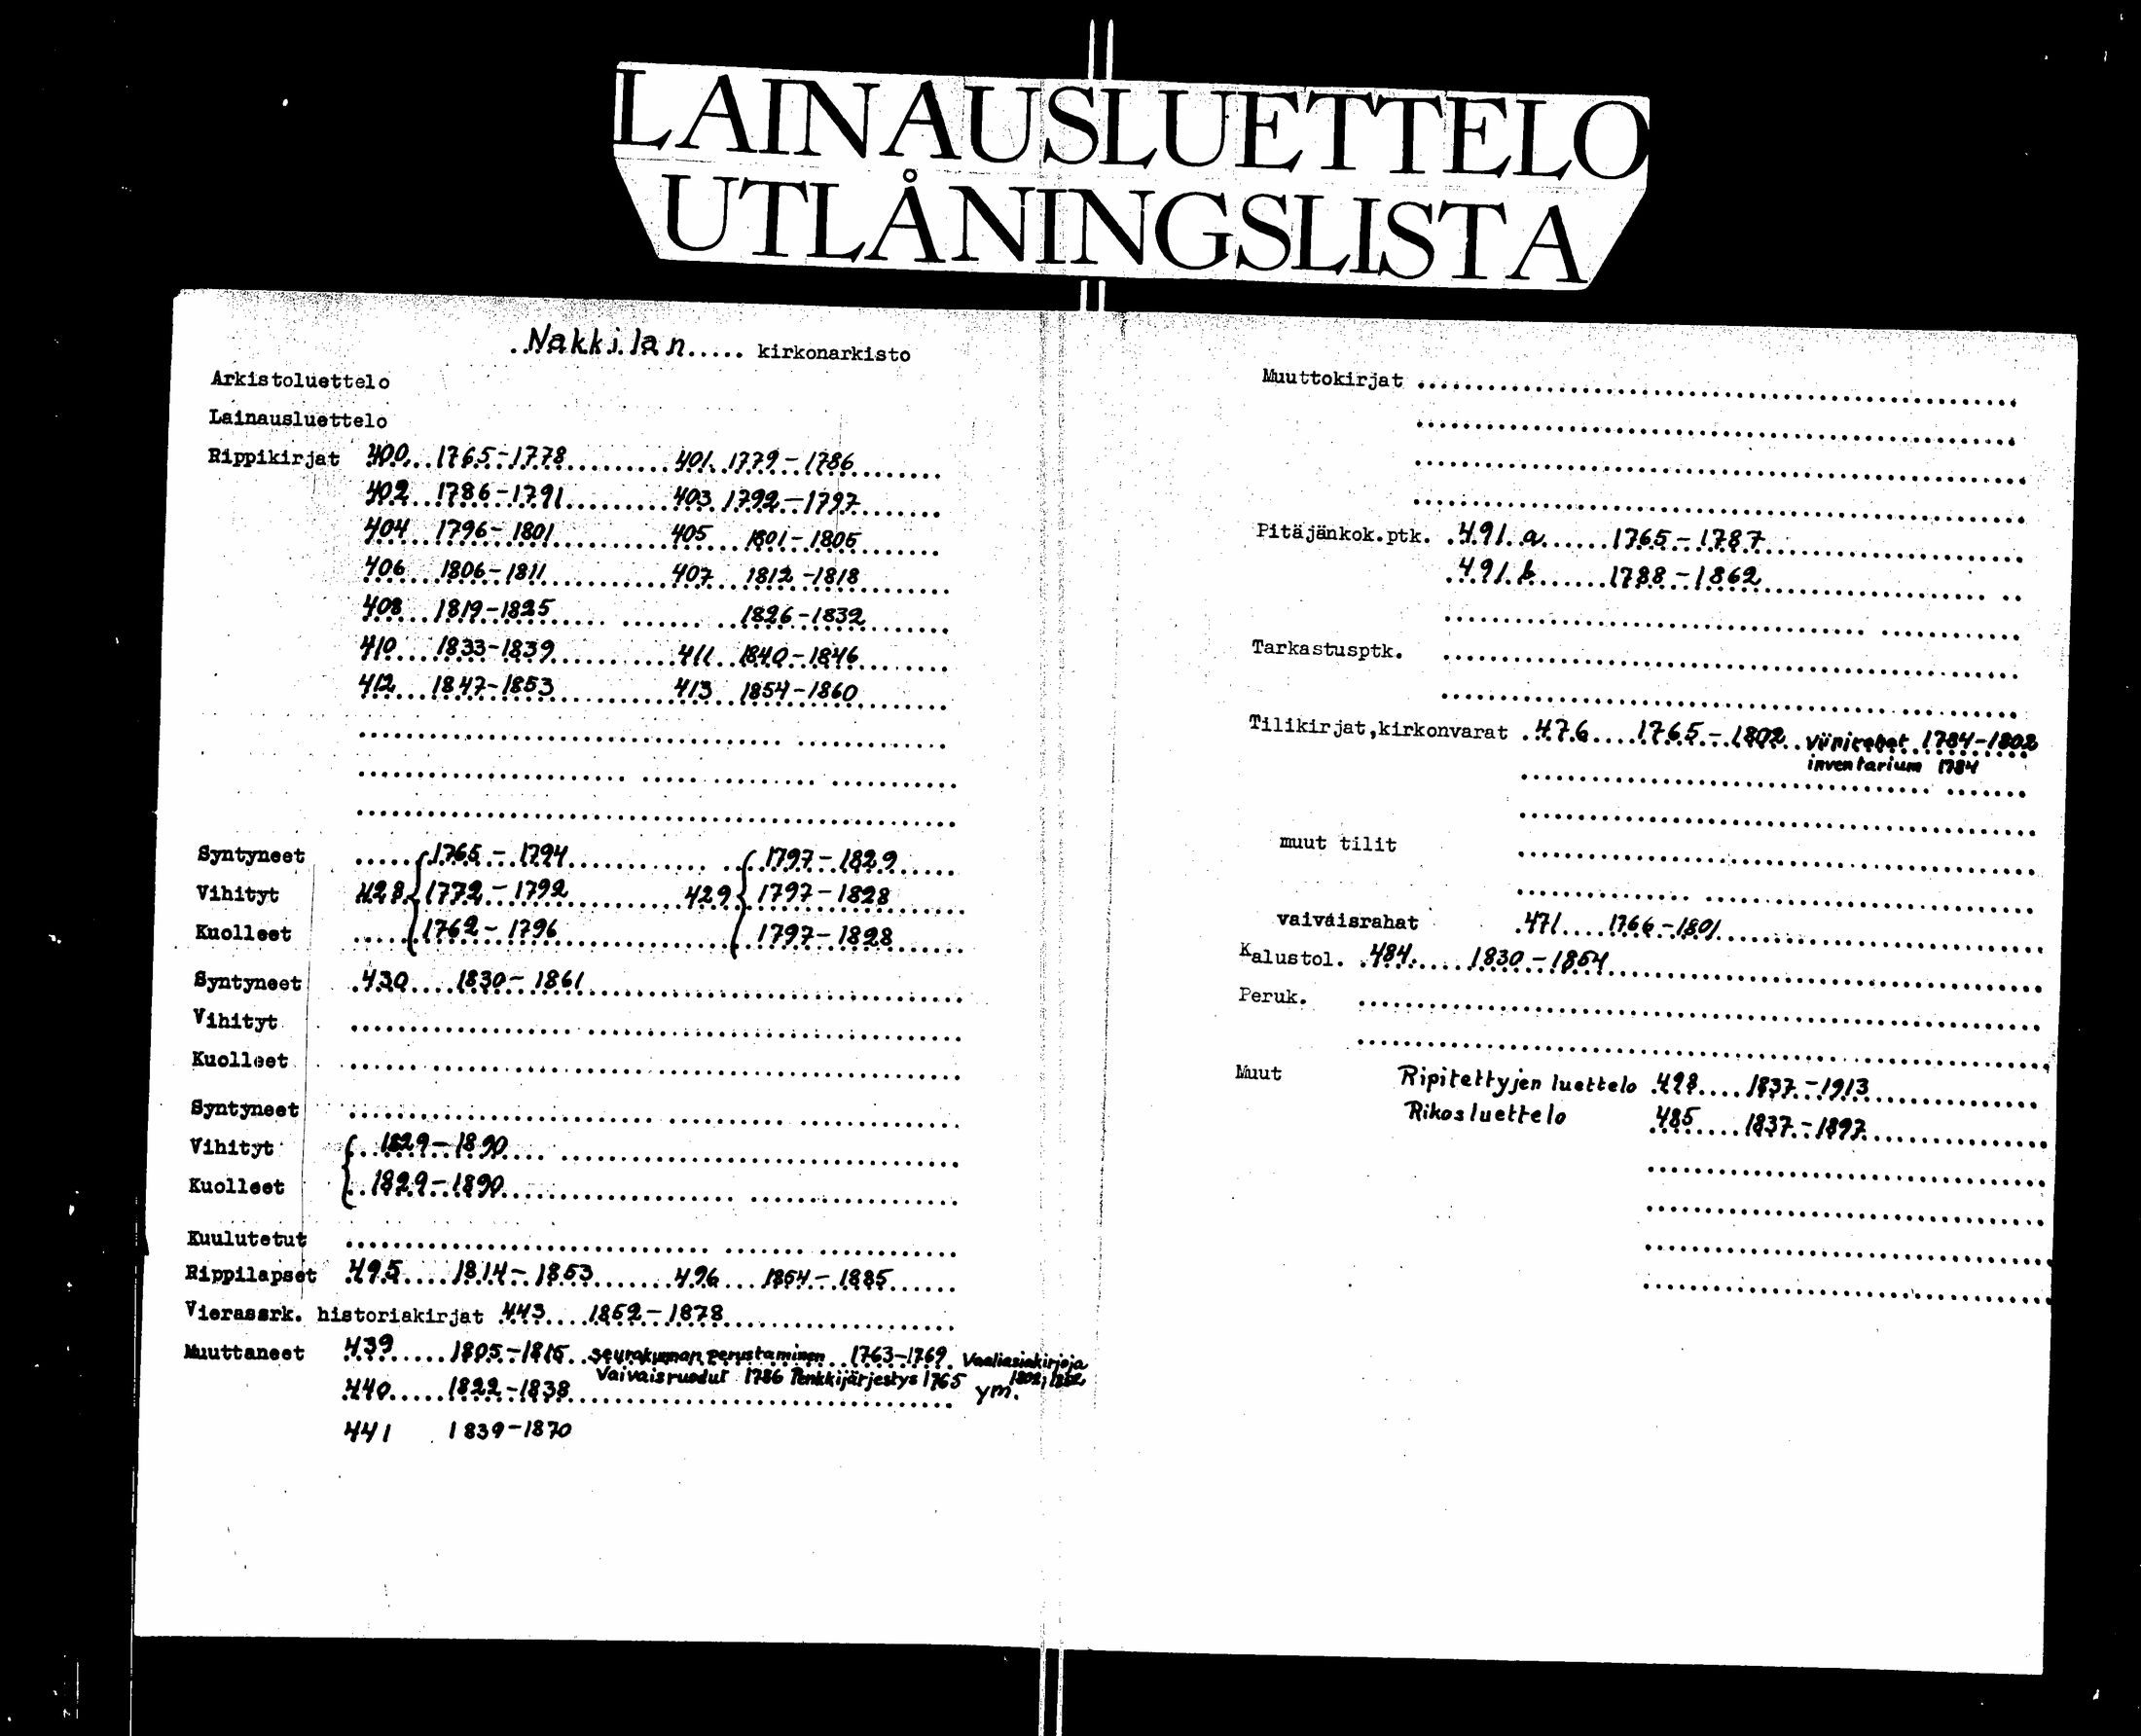 LAINAUSLUETTELO
UTLÅNINGSLISTA
Nakkilan kirkonarkisto
Arkistoluettelo
Lainausluettelo
Rippikirjat 400 1765-1778 401 1779-1786
402 1786-1791 403 1792-1797
404 1796-1801 405 1801-1805
406 1806-1811 407 1812-1818
408 1819-1825 1826-1832
410 1833-1839 411 1840-1846
412 1847-1853 413 1854-1860
Syntyneet 1765-1794 1797-1829
Vihityt 428 1772-1792 429 1797-1828
Kuolleet 1762-1796 1797-1828
Syntyneet 430 1830-1861
Vihityt
Kuolleet
Syntyneet
Vihityt 1829-1890
Kuolleet 1829-1890
Kuulutetut
Rippilapset 495 1814-1853 496 1854-1885
Vierassrk. historiakirjat 443 1862-1878
Muuttaneet 439 1805-1815 seurakunnan perustaminen 1763-1769 Vaaliasiakirjoja
Vaivaisruodut 1786 Penkkijärjestys 1765 1802;
440 1822-1838 ym.
441 1839-1870
Muuttokirjat
Pitäjänkok.ptk. 491 a 1765-1787
491 b 1788-1862
Tarkastusptk.
Tilikirjat,kirkonvarat 476 1765-1802 viinirahat 1784-1802
inventarium 1784
muut tilit
vaiväisrahat 471 1766-1801
Kalustol. 484 1830-1854
Peruk.
Muut Ripitettyjen luettelo 498 1837-1913
Rikosluettelo 485 1837-1897